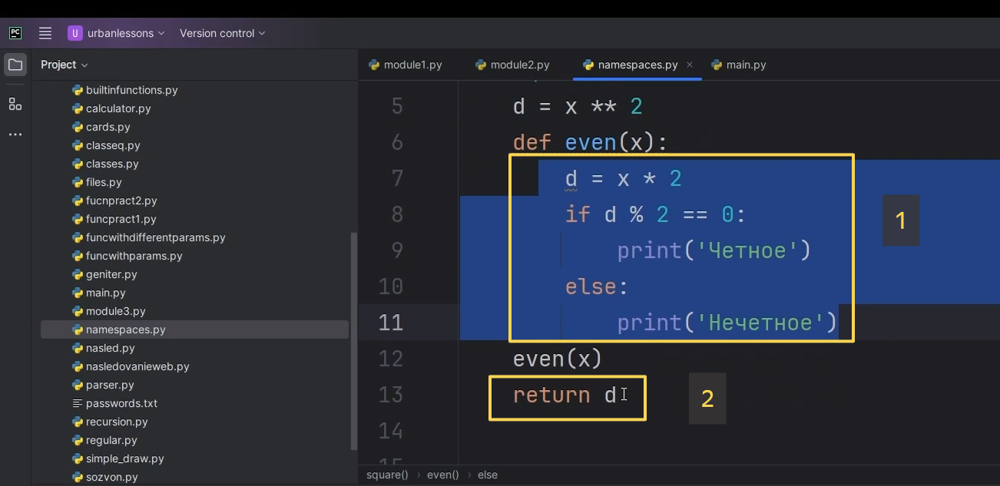 PC U urbanlessons Version control
Project
module1.py module2.py namespaces.py × main.py
builtinfunctions.py
calculator.py
cards.py
classeq.py
classes.py
files.py
fucnpract2.py
funcpract1.py
funcwithdifferentparams.py
funcwithparams.py
geniter.py
main.py
module3.py
namespaces.py
nasled.py
nasledovanieweb.py
parser.py
passwords.txt
recursion.py
regular.py
simple_draw.py
sozvon.py
5 d = x ** 2
6 def even(x):
7 d = x * 2
8 if d % 2 == 0:
9 print('Четное')
10 else:
11 print('Нечетное')
12 even(x)
13 return d
14
15
1
2
square() › even() › else